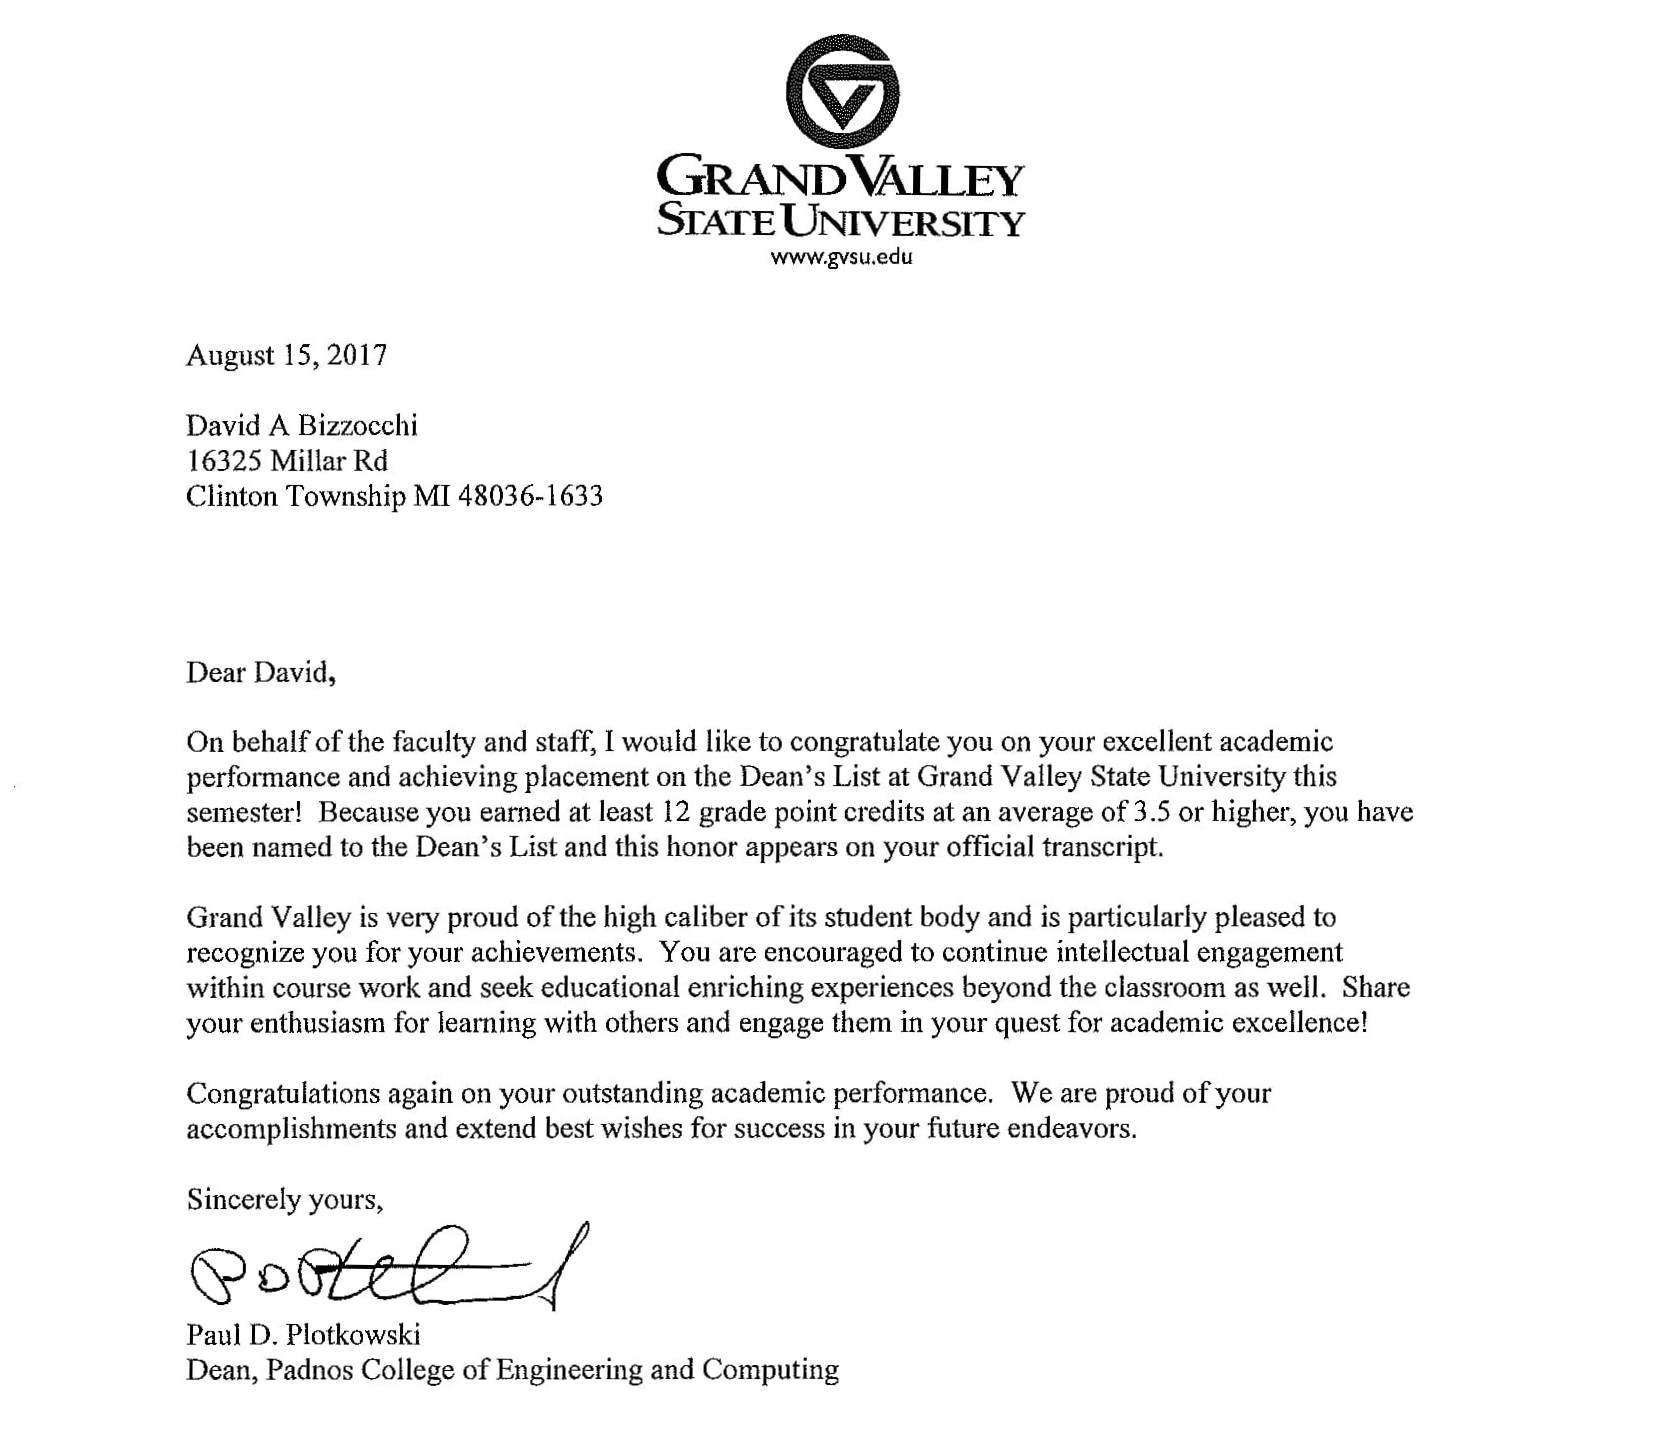 GRAND VALLEY
STATE UNIVERSITY
www.gvsu.edu
August 15, 2017
David A Bizzocchi
16325 Millar Rd
Clinton Township MI 48036-1633
Dear David,
On behalf of the faculty and staff, I would like to congratulate you on your excellent academic
performance and achieving placement on the Dean's List at Grand Valley State University this
semester!  Because you earned at least 12 grade point credits at an average of 3.5 or higher, you have
been named to the Dean's List and this honor appears on your official transcript.
Grand Valley is very proud of the high caliber of its student body and is particularly pleased to
recognize you for your achievements.  You are encouraged to continue intellectual engagement
within course work and seek educational enriching experiences beyond the classroom as well.  Share
your enthusiasm for learning with others and engage them in your quest for academic excellence!
Congratulations again on your outstanding academic performance.  We are proud of your
accomplishments and extend best wishes for success in your future endeavors.
Sincerely yours,
Paul D. Plotkowski
Dean, Padnos College of Engineering and Computing